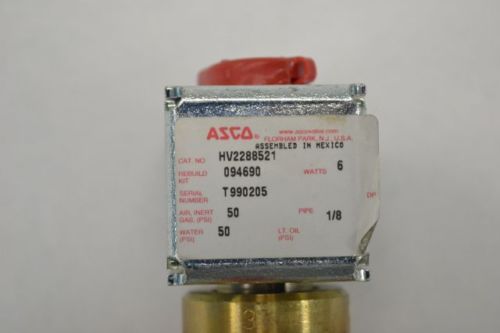 ASCO® www.ascovalve.com
FLORHAM PARK, N.J., U.S.A.
ASSEMBLED IN MEXICO
CAT. NO HV2288521
REBUILD KIT 094690 WATTS 6
SERIAL NUMBER T990205
AIR, INERT GAS, (PSI) 50 PIPE 1/8
WATER (PSI) 50 LT. OIL (PSI)